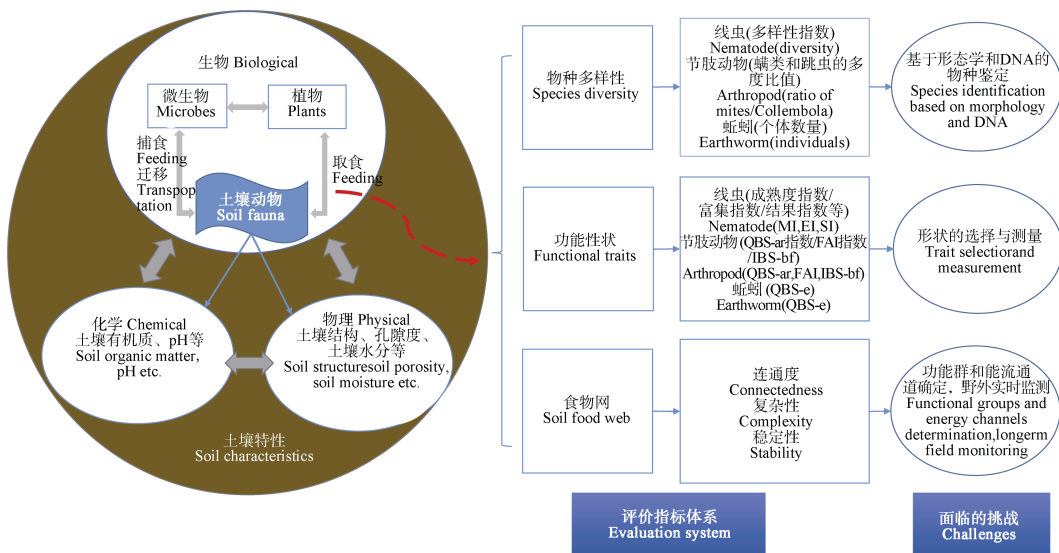 生物 Biological
微生物
Microbes
植物
Plants
捕食
Feeding
迁移
Transpop
tation
取食
Feeding
土壤动物
Soil fauna
化学 Chemical
土壤有机质、pH等
Soil organic matter,
pH etc.
物理 Physical
土壤结构、孔隙度、
土壤水分等
Soil structuresoil porosity,
soil moisture etc.
土壤特性
Soil characteristics
物种多样性
Species diversity
线虫(多样性指数)
Nematode(diversity)
节肢动物(螨类和跳虫的多
度比值)
Arthropod(ratio of
mites/Collembola)
蚯蚓(个体数量)
Earthworm(individuals)
基于形态学和DNA的
物种鉴定
Species identification
based on morphology
and DNA
功能性状
Functional traits
线虫(成熟度指数/
富集指数/结果指数等)
Nematode(MI,EI,SI)
节肢动物(QBS-ar指数/FAI指数
/IBS-bf)
Arthropod(QBS-ar,FAI,IBS-bf)
蚯蚓(QBS-e)
Earthworm(QBS-e)
形状的选择与测量
Trait selectiorand
measurement
食物网
Soil food web
连通度
Connectedness
复杂性
Complexity
稳定性
Stability
功能群和能流通
道确定，野外实时监测
Functional groups and
energy channels
determination,longerm
field monitoring
评价指标体系
Evaluation system
面临的挑战
Challenges